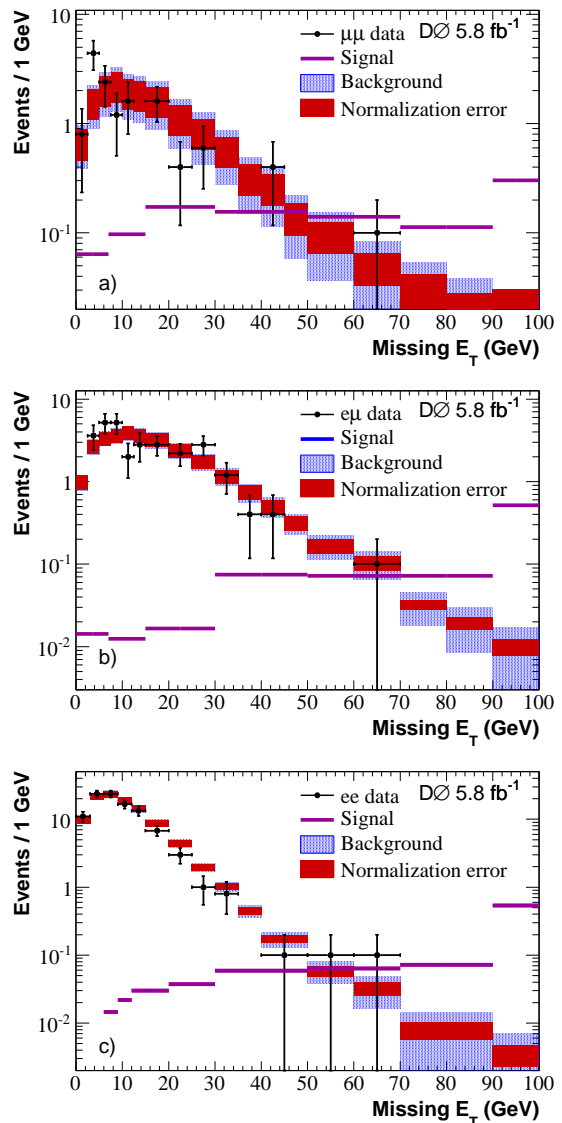 μμ data DØ 5.8 fb⁻¹
Signal
Background
Normalization error
Events / 1 GeV
10
1
10⁻¹
a)
0 10 20 30 40 50 60 70 80 90 100
Missing E_T (GeV)
eμ data DØ 5.8 fb⁻¹
Signal
Background
Normalization error
Events / 1 GeV
10
1
10⁻¹
10⁻²
b)
0 10 20 30 40 50 60 70 80 90 100
Missing E_T (GeV)
ee data DØ 5.8 fb⁻¹
Signal
Background
Normalization error
Events / 1 GeV
10
1
10⁻¹
10⁻²
c)
0 10 20 30 40 50 60 70 80 90 100
Missing E_T (GeV)